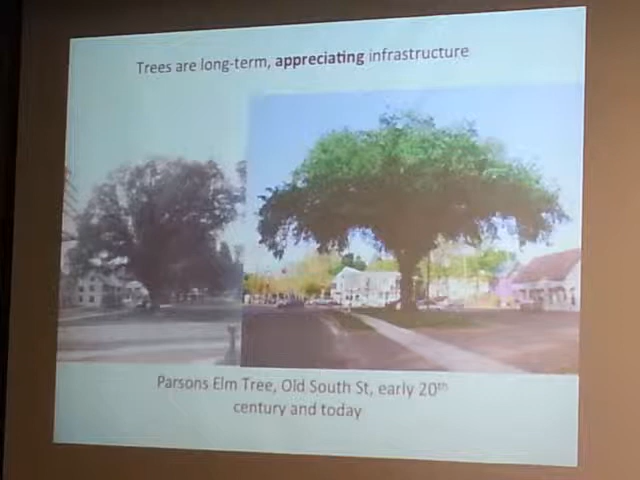 Trees are long-term, appreciating infrastructure
Parsons Elm Tree, Old South St, early 20th
century and today